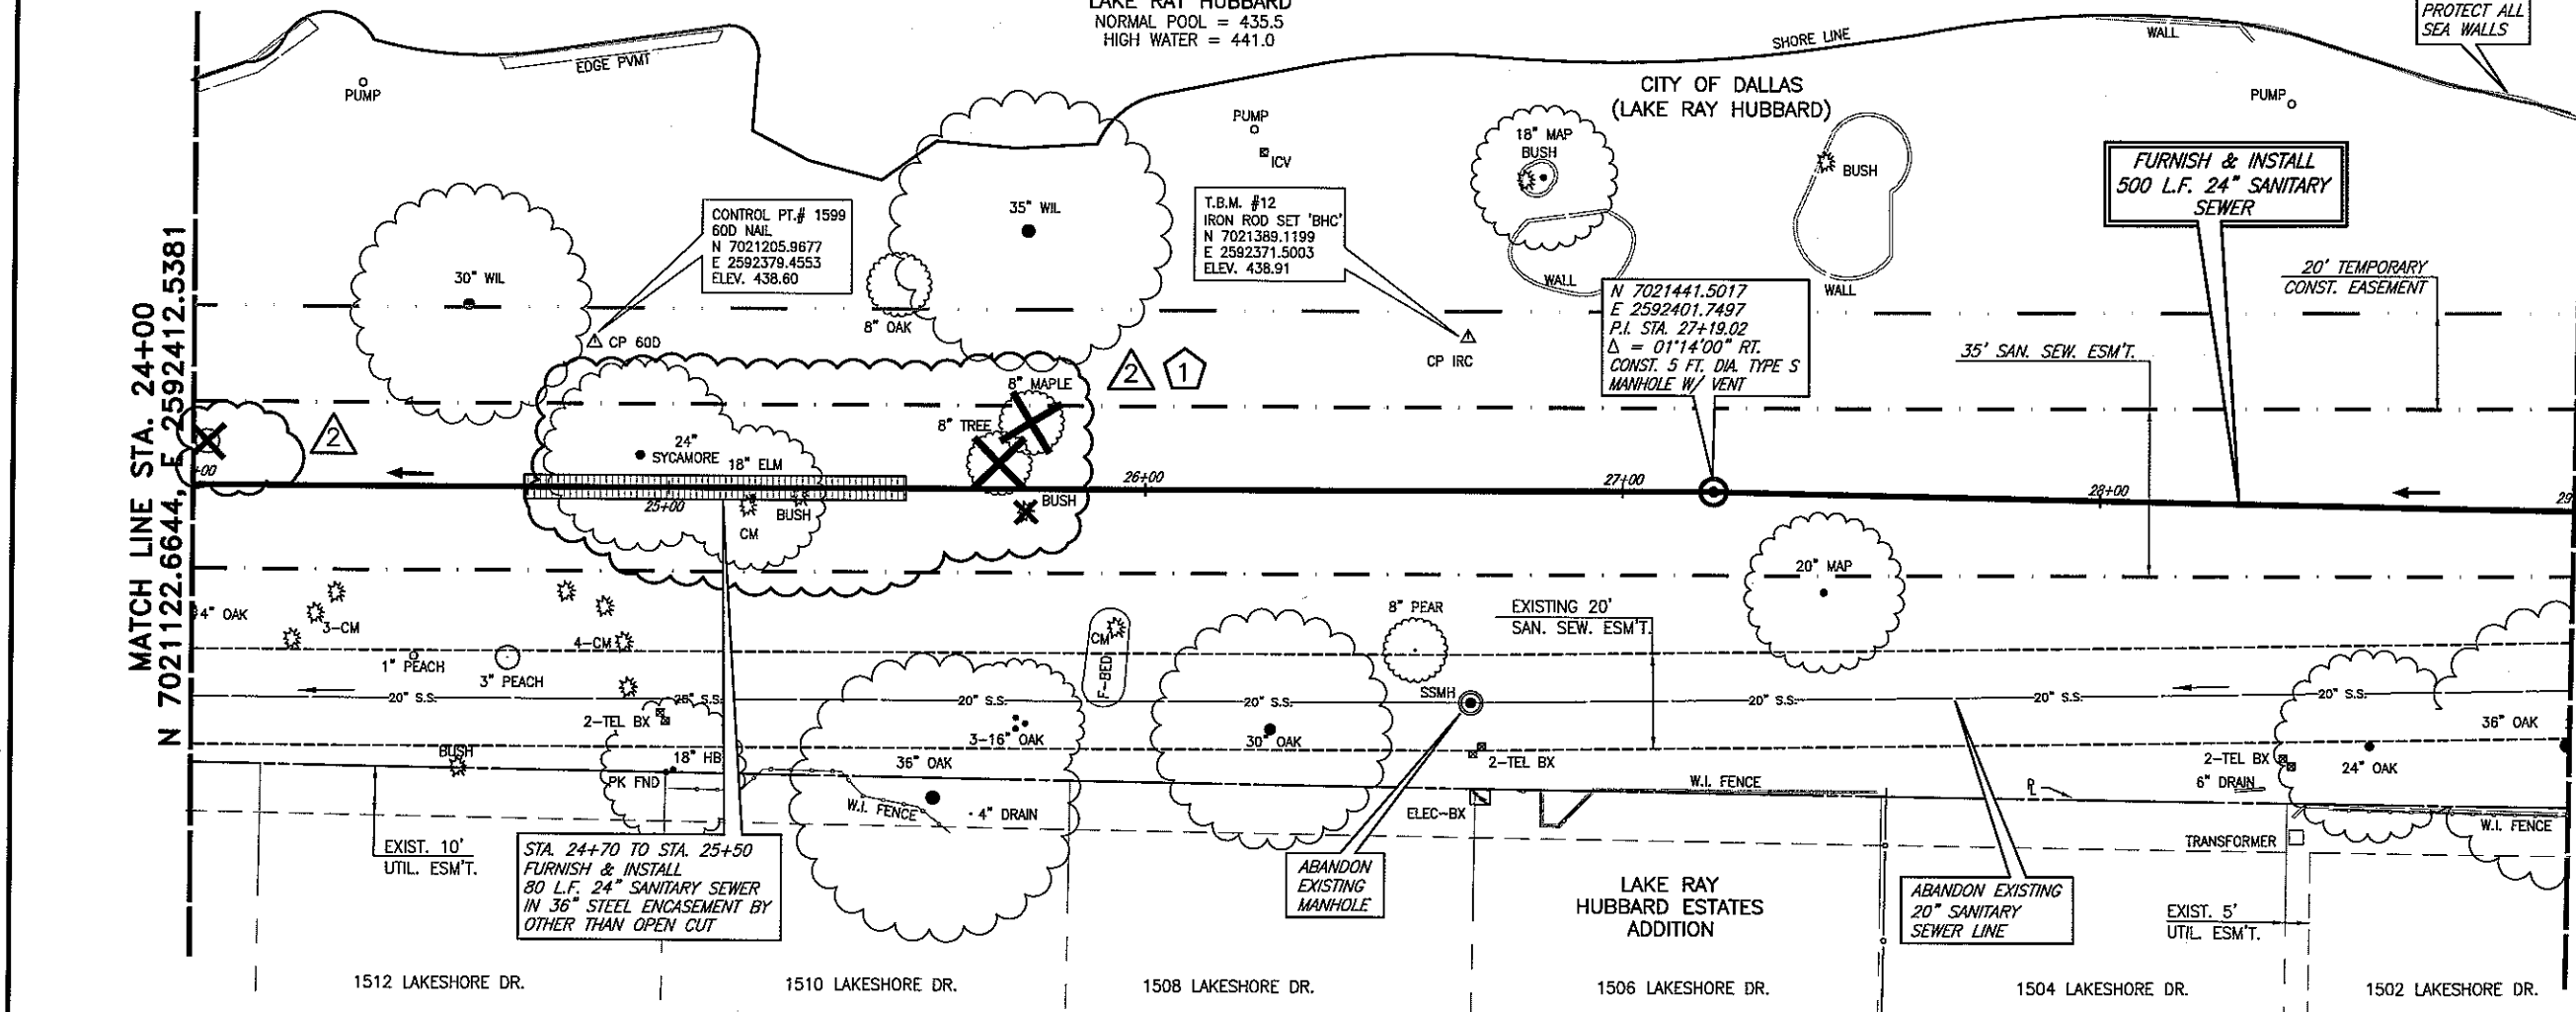 LAKE RAY HUBBARD
NORMAL POOL = 435.5
HIGH WATER = 441.0
PROTECT ALL
SEA WALLS
EDGE PVMT
SHORE LINE
WALL
PUMP
CITY OF DALLAS
(LAKE RAY HUBBARD)
PUMP
PUMP
ICV
18" MAP
BUSH
BUSH
FURNISH & INSTALL
500 L.F. 24" SANITARY
SEWER
CONTROL PT.# 1599
60D NAIL
N 7021205.9677
E 2592379.4553
ELEV. 438.60
35" WIL
T.B.M. #12
IRON ROD SET 'BHC'
N 7021389.1199
E 2592371.5003
ELEV. 438.91
30" WIL
WALL
WALL
N 7021441.5017
E 2592401.7497
P.I. STA. 27+19.02
Δ = 01°14'00" RT.
CONST. 5 FT. DIA. TYPE S
MANHOLE W/ VENT
20' TEMPORARY
CONST. EASEMENT
8" OAK
CP 60D
CP IRC
35' SAN. SEW. ESM'T.
MATCH LINE STA. 24+00
N 7021122.6644, E 2592412.5381
8" MAPLE
2
1
8" TREE
2
24"
SYCAMORE
18" ELM
+00
25+00
26+00
27+00
28+00
29
BUSH
BUSH
CM
20" MAP
4" OAK
3-CM
4-CM
CM
F-BED
8" PEAR
EXISTING 20'
SAN. SEW. ESM'T.
1" PEACH
3" PEACH
20" S.S.
20" S.S.
20" S.S.
SSMH
20" S.S.
20" S.S.
20" S.S.
20" S.S.
2-TEL BX
3-16" OAK
30" OAK
36" OAK
BUSH
18" HB
PK FND
36" OAK
2-TEL BX
2-TEL BX
24" OAK
W.I. FENCE
4" DRAIN
W.I. FENCE
6" DRAIN
ELEC-BX
W.I. FENCE
TRANSFORMER
EXIST. 10'
UTIL. ESM'T.
STA. 24+70 TO STA. 25+50
FURNISH & INSTALL
80 L.F. 24" SANITARY SEWER
IN 36" STEEL ENCASEMENT BY
OTHER THAN OPEN CUT
ABANDON
EXISTING
MANHOLE
LAKE RAY
HUBBARD ESTATES
ADDITION
ABANDON EXISTING
20" SANITARY
SEWER LINE
EXIST. 5'
UTIL. ESM'T.
1512 LAKESHORE DR.
1510 LAKESHORE DR.
1508 LAKESHORE DR.
1506 LAKESHORE DR.
1504 LAKESHORE DR.
1502 LAKESHORE DR.